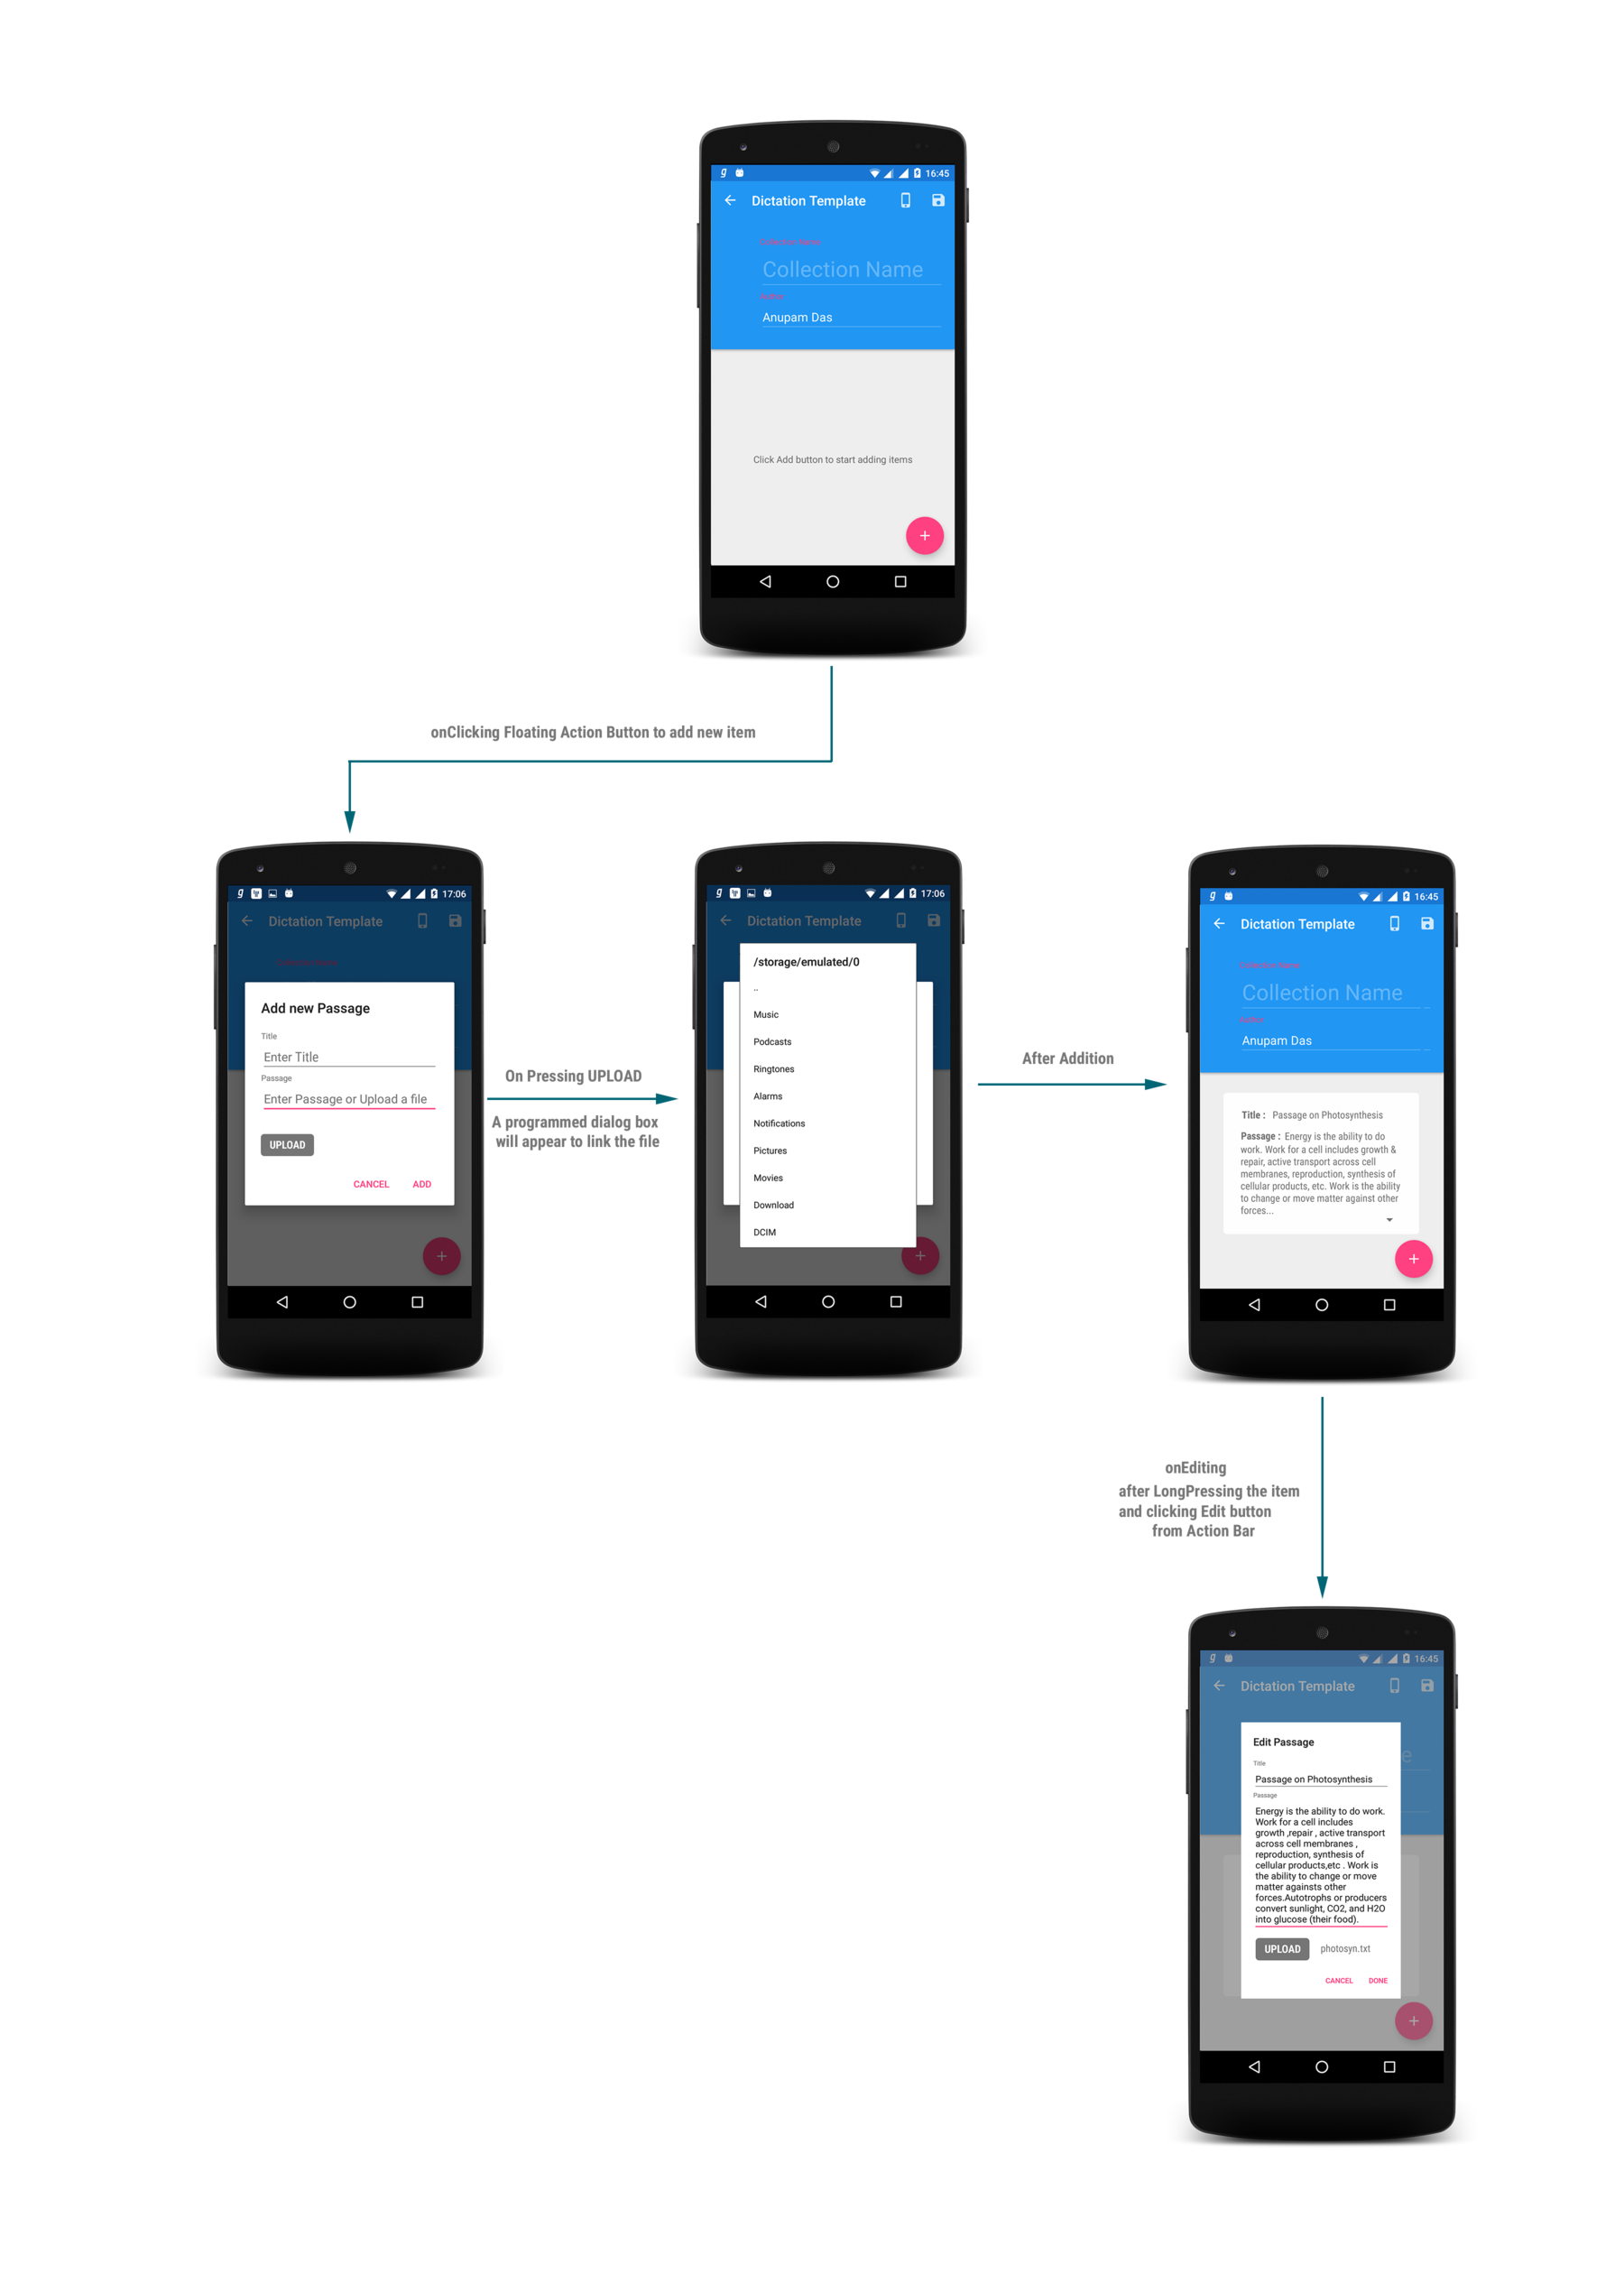 16:45
Dictation Template
Collection Name
Collection Name
Author
Anupam Das
Click Add button to start adding items
onClicking Floating Action Button to add new item
17:06
Dictation Template
Add new Passage
Title
Enter Title
Passage
Enter Passage or Upload a file
UPLOAD
CANCEL ADD
On Pressing UPLOAD
A programmed dialog box
will appear to link the file
17:06
Dictation Template
/storage/emulated/0
..
Music
Podcasts
Ringtones
Alarms
Notifications
Pictures
Movies
Download
DCIM
After Addition
16:45
Dictation Template
Collection Name
Collection Name
Author
Anupam Das
Title : Passage on Photosynthesis
Passage : Energy is the ability to do
work. Work for a cell includes growth &
repair, active transport across cell
membranes, reproduction, synthesis of
cellular products, etc. Work is the ability
to change or move matter against other
forces...
onEditing
after LongPressing the item
and clicking Edit button
from Action Bar
16:45
Dictation Template
e
Edit Passage
Title
Passage on Photosynthesis
Passage
Energy is the ability to do work.
Work for a cell includes
growth ,repair , active transport
across cell membranes ,
reproduction, synthesis of
cellular products,etc . Work is
the ability to change or move
matter againsts other
forces.Autotrophs or producers
convert sunlight, CO2, and H2O
into glucose (their food).
UPLOAD photosyn.txt
CANCEL DONE